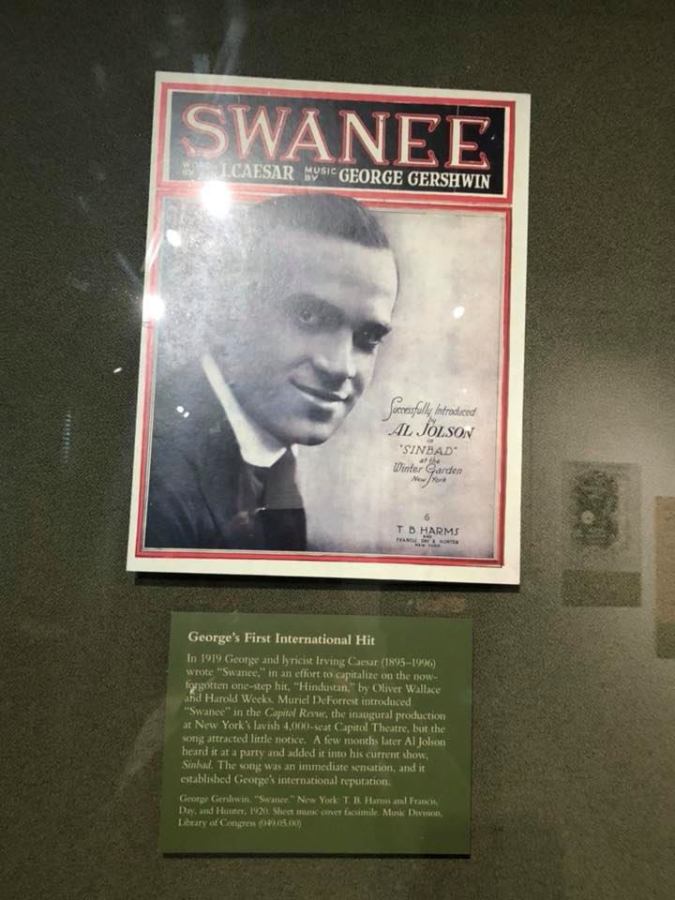 SWANEE
WORDS BY I.CAESAR MUSIC BY GEORGE GERSHWIN
Successfully Introduced
by
AL JOLSON
in
"SINBAD"
at the
Winter Garden
New York
6
T B HARMS
AND
FRANCIS, DAY & HUNTER
NEW YORK
George's First International Hit
In 1919 George and lyricist Irving Caesar (1895–1996)
wrote "Swanee," in an effort to capitalize on the now-
forgotten one-step hit, "Hindustan," by Oliver Wallace
and Harold Weeks. Muriel DeForrest introduced
"Swanee" in the Capitol Revue, the inaugural production
at New York's lavish 4,000-seat Capitol Theatre, but the
song attracted little notice. A few months later Al Jolson
heard it at a party and added it into his current show,
Sinbad. The song was an immediate sensation, and it
established George's international reputation.
George Gershwin. "Swanee." New York: T. B. Harms and Francis,
Day, and Hunter, 1920. Sheet music cover facsimile. Music Division,
Library of Congress (049.05.00)